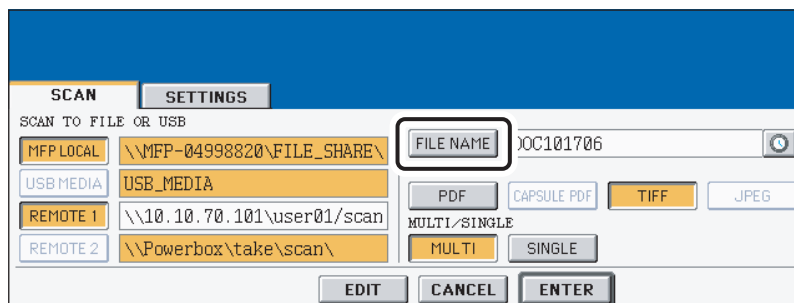 SCAN SETTINGS
SCAN TO FILE OR USB
MFP LOCAL \\MFP-04998820\FILE_SHARE\
USB MEDIA USB_MEDIA
REMOTE 1 \\10.10.70.101\user01/scan
REMOTE 2 \\Powerbox\take\scan\
FILE NAME DOC101706
PDF CAPSULE PDF TIFF JPEG
MULTI/SINGLE
MULTI SINGLE
EDIT CANCEL ENTER